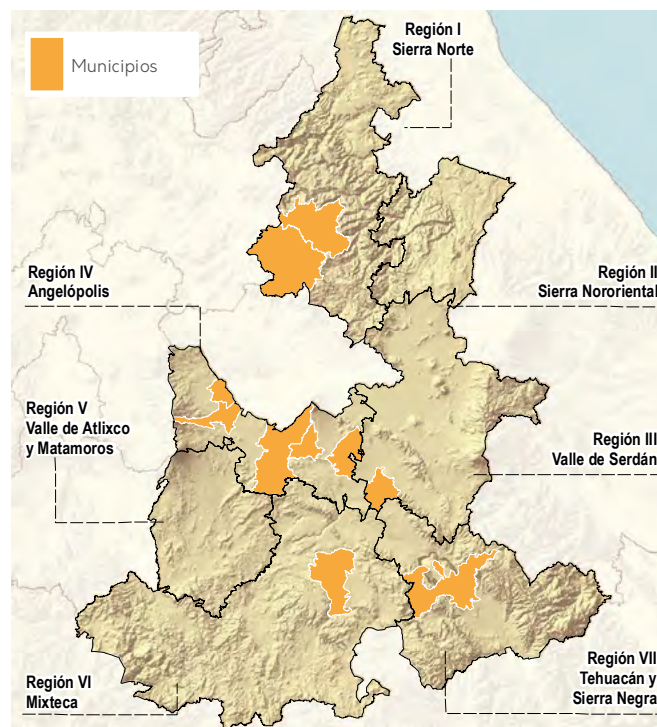 Municipios
Región I
Sierra Norte
Región IV
Angelópolis
Región II
Sierra Nororiental
Región V
Valle de Atlixco
y Matamoros
Región III
Valle de Serdán
Región VI
Mixteca
Región VII
Tehuacán y
Sierra Negra